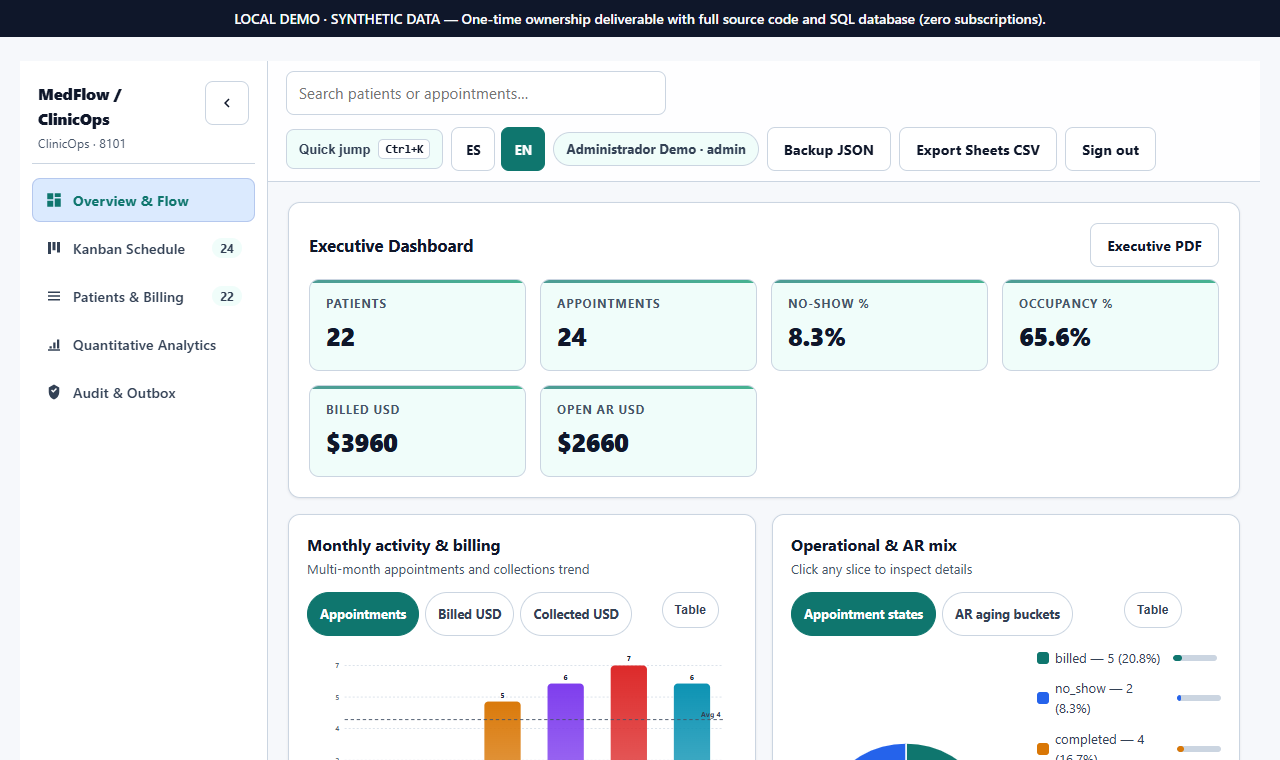 LOCAL DEMO · SYNTHETIC DATA — One-time ownership deliverable with full source code and SQL database (zero subscriptions).
MedFlow /
ClinicOps
ClinicOps · 8101
Overview & Flow
Kanban Schedule 24
Patients & Billing 22
Quantitative Analytics
Audit & Outbox
Search patients or appointments...
Quick jump Ctrl+K ES EN Administrador Demo · admin Backup JSON Export Sheets CSV Sign out
Executive Dashboard Executive PDF
PATIENTS
22
APPOINTMENTS
24
NO-SHOW %
8.3%
OCCUPANCY %
65.6%
BILLED USD
$3960
OPEN AR USD
$2660
Monthly activity & billing
Multi-month appointments and collections trend
Appointments Billed USD Collected USD Table
7
5
4
5
6
7
6
Avg 4
Operational & AR mix
Click any slice to inspect details
Appointment states AR aging buckets Table
billed — 5 (20.8%)
no_show — 2
(8.3%)
completed — 4
(16.7%)